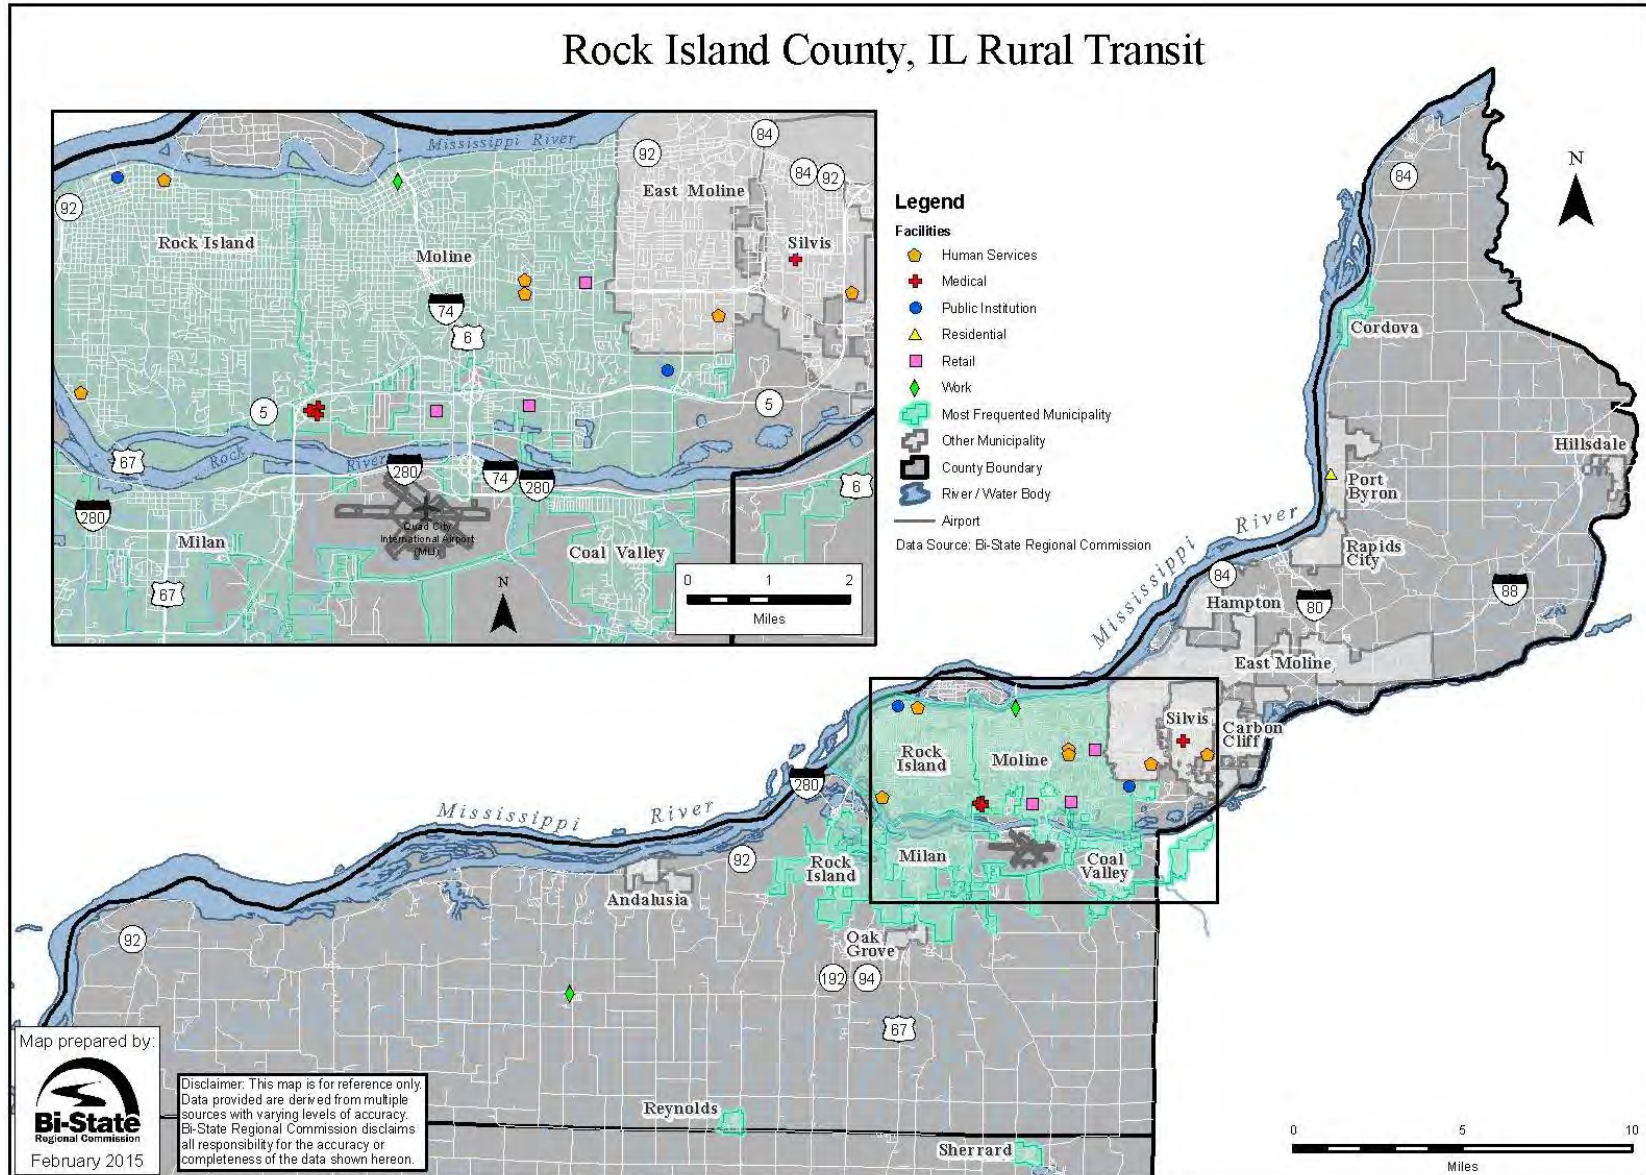 Rock Island County, IL Rural Transit
Mississippi River
92
84
84
92
East Moline
92
Rock Island
Moline
Silvis
74
6
5
5
67
Rock
River
280
74
280
6
280
Quad City
International Airport
(MLI)
Milan
Coal Valley
67
N
0 1 2
Miles
Legend
Facilities
Human Services
Medical
Public Institution
Residential
Retail
Work
Most Frequented Municipality
Other Municipality
County Boundary
River / Water Body
Airport
Data Source: Bi-State Regional Commission
N
84
Cordova
Hillsdale
Port
Byron
Mississippi River
Rapids
City
84
Hampton
80
88
East Moline
Silvis
Carbon
Cliff
Rock
Island
Moline
280
Mississippi River
92
Rock
Island
Milan
Coal
Valley
Andalusia
92
Oak
Grove
192
94
67
Reynolds
Sherrard
Map prepared by:
Bi-State
Regional Commission
February 2015
Disclaimer: This map is for reference only.
Data provided are derived from multiple
sources with varying levels of accuracy.
Bi-State Regional Commission disclaims
all responsibility for the accuracy or
completeness of the data shown hereon.
0 5 10
Miles